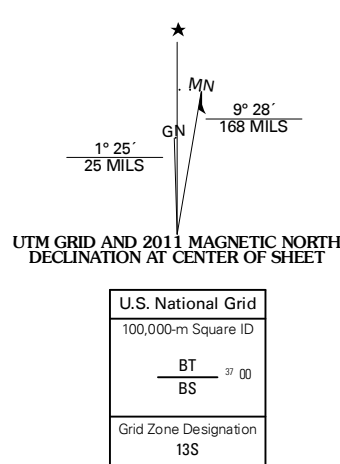 MN
9° 28´
168 MILS
GN
1° 25´
25 MILS
UTM GRID AND 2011 MAGNETIC NORTH
DECLINATION AT CENTER OF SHEET
U.S. National Grid
100,000-m Square ID
BT
37 00
BS
Grid Zone Designation
13S